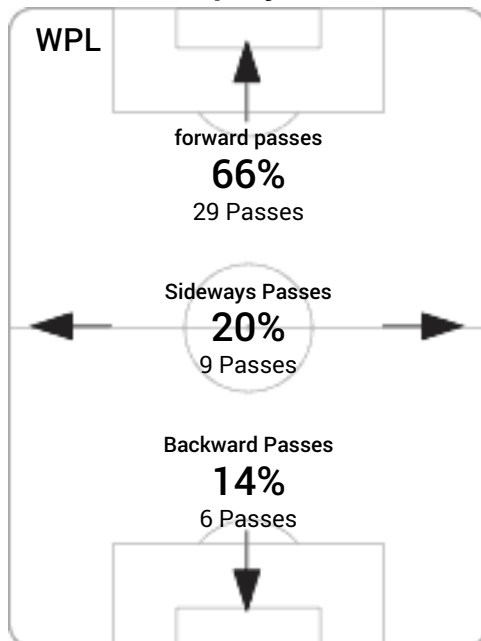 WPL
forward passes
66%
29 Passes
Sideways Passes
20%
9 Passes
Backward Passes
14%
6 Passes